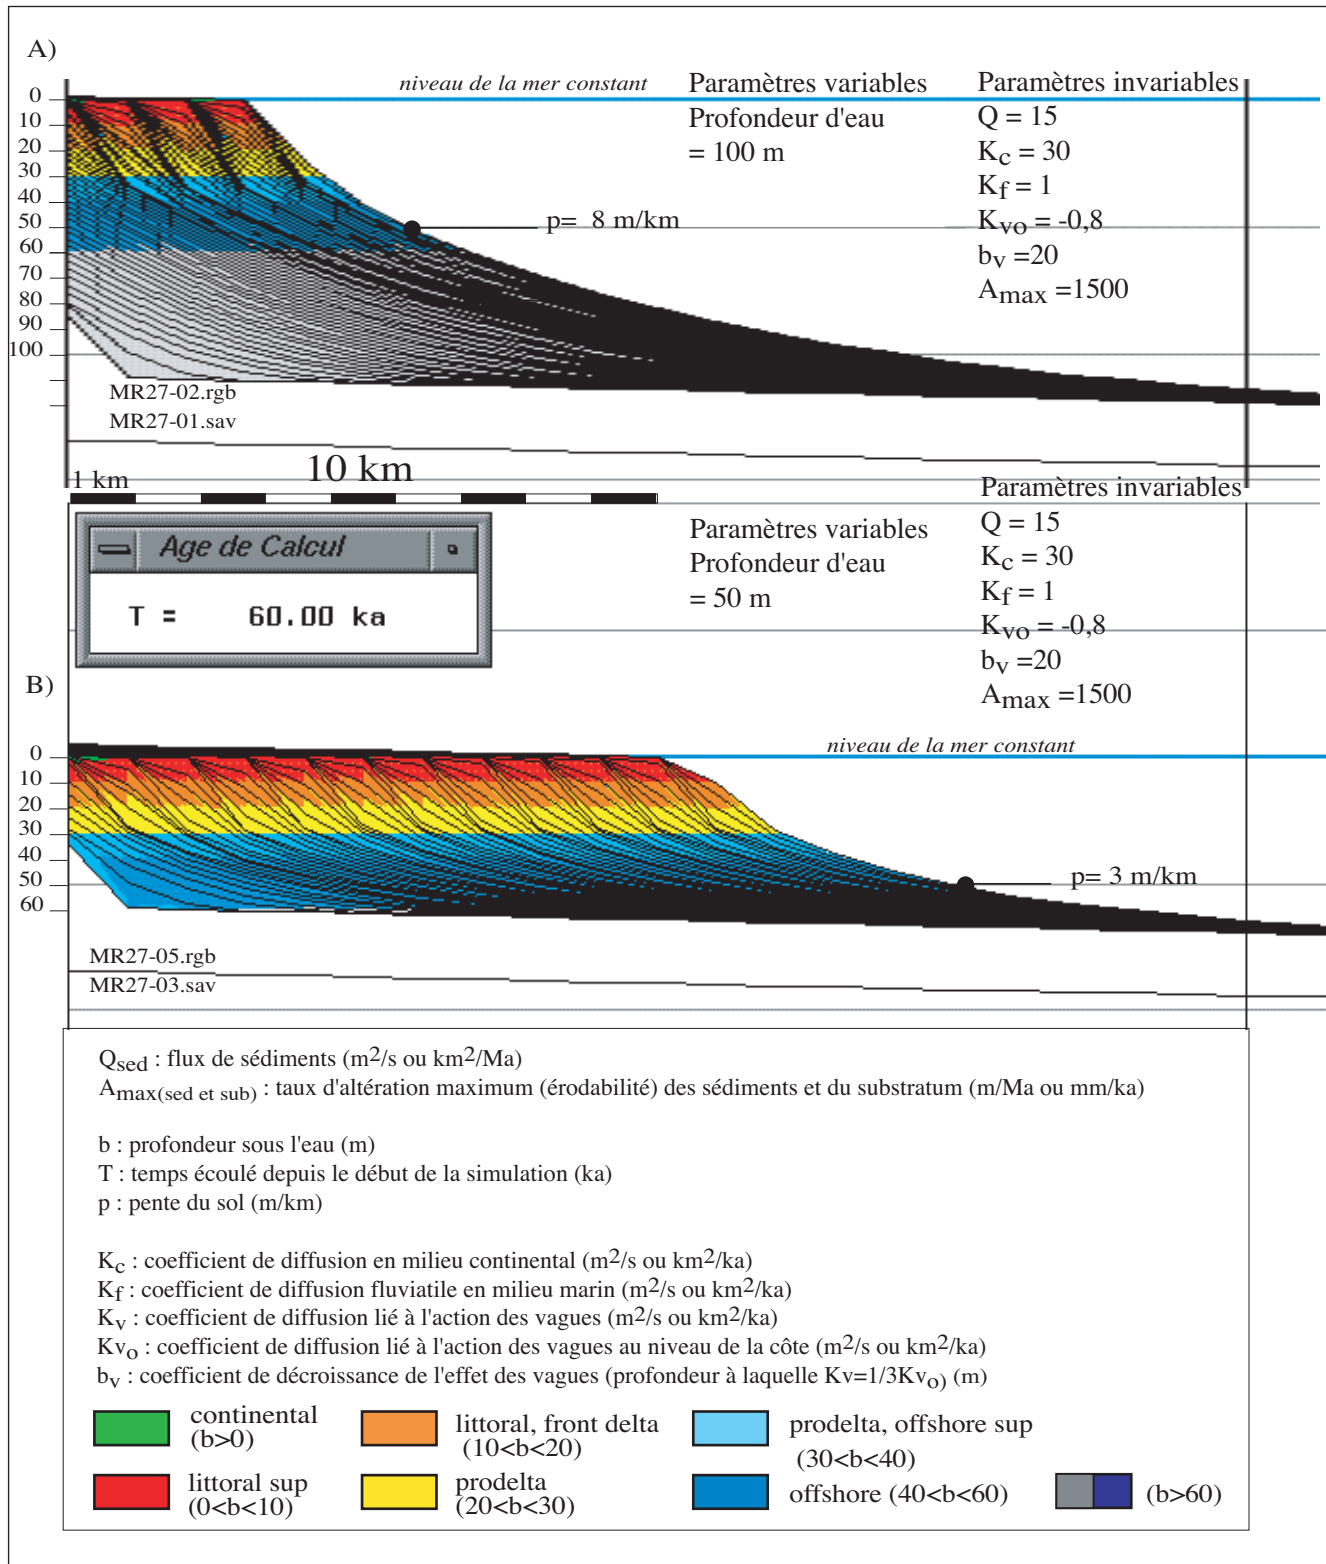 A)
niveau de la mer constant
Paramètres variables
Profondeur d'eau
= 100 m
Paramètres invariables
Q = 15
Kc = 30
Kf = 1
Kvo = -0,8
bv =20
Amax =1500
0
10
20
30
40
50
60
70
80
90
100
p= 8 m/km
MR27-02.rgb
MR27-01.sav
1 km
10 km
Age de Calcul
T = 60.00 ka
Paramètres variables
Profondeur d'eau
= 50 m
Paramètres invariables
Q = 15
Kc = 30
Kf = 1
Kvo = -0,8
bv =20
Amax =1500
B)
niveau de la mer constant
0
10
20
30
40
50
60
p= 3 m/km
MR27-05.rgb
MR27-03.sav
Qsed : flux de sédiments (m2/s ou km2/Ma)
Amax(sed et sub) : taux d'altération maximum (érodabilité) des sédiments et du substratum (m/Ma ou mm/ka)
b : profondeur sous l'eau (m)
T : temps écoulé depuis le début de la simulation (ka)
p : pente du sol (m/km)
Kc : coefficient de diffusion en milieu continental (m2/s ou km2/ka)
Kf : coefficient de diffusion fluviatile en milieu marin (m2/s ou km2/ka)
Kv : coefficient de diffusion lié à l'action des vagues (m2/s ou km2/ka)
Kvo : coefficient de diffusion lié à l'action des vagues au niveau de la côte (m2/s ou km2/ka)
bv : coefficient de décroissance de l'effet des vagues (profondeur à laquelle Kv=1/3Kvo) (m)
continental
(b>0)
littoral, front delta
(10<b<20)
prodelta, offshore sup
(30<b<40)
littoral sup
(0<b<10)
prodelta
(20<b<30)
offshore (40<b<60)
(b>60)